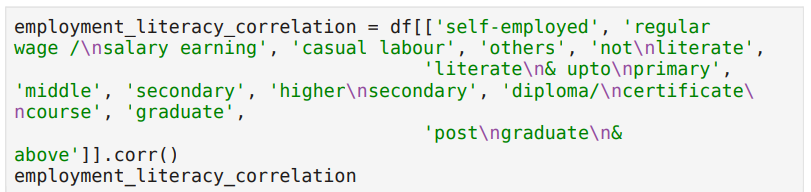 employment_literacy_correlation = df[['self-employed', 'regular
wage /\nsalary earning', 'casual labour', 'others', 'not\nliterate',
'literate\n& upto\nprimary',
'middle', 'secondary', 'higher\nsecondary', 'diploma/\ncertificate\
ncourse', 'graduate',
'post\ngraduate\n&
above']].corr()
employment_literacy_correlation